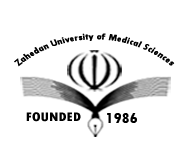 Zahedan University of Medical Sciences
FOUNDED 1986